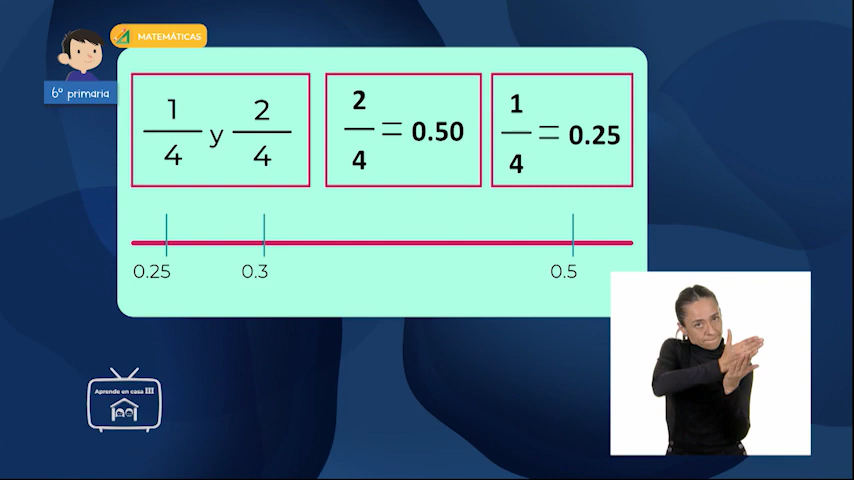 MATEMÁTICAS
6º primaria
1/4 y 2/4
2/4 = 0.50
1/4 = 0.25
0.25 0.3 0.5
Aprende en casa III